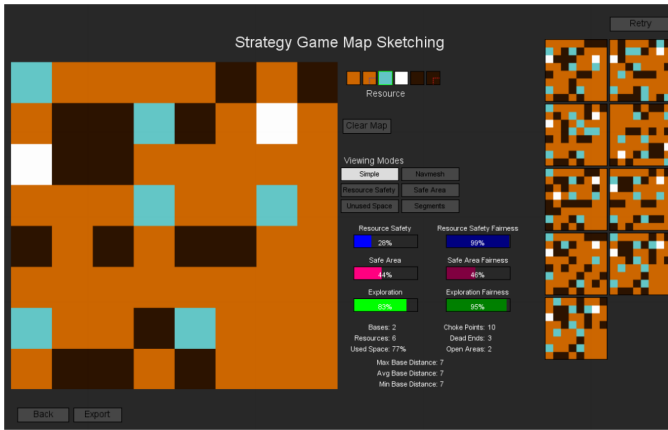 Retry
Strategy Game Map Sketching
Resource
Clear Map
Viewing Modes
Simple Navmesh
Resource Safety Safe Area
Unused Space Segments
Resource Safety Resource Safety Fairness
28% 99%
Safe Area Safe Area Fairness
44% 46%
Exploration Exploration Fairness
83% 95%
Bases: 2 Choke Points: 10
Resources: 6 Dead Ends: 3
Used Space: 77% Open Areas: 2
Max Base Distance: 7
Avg Base Distance: 7
Min Base Distance: 7
Back Export